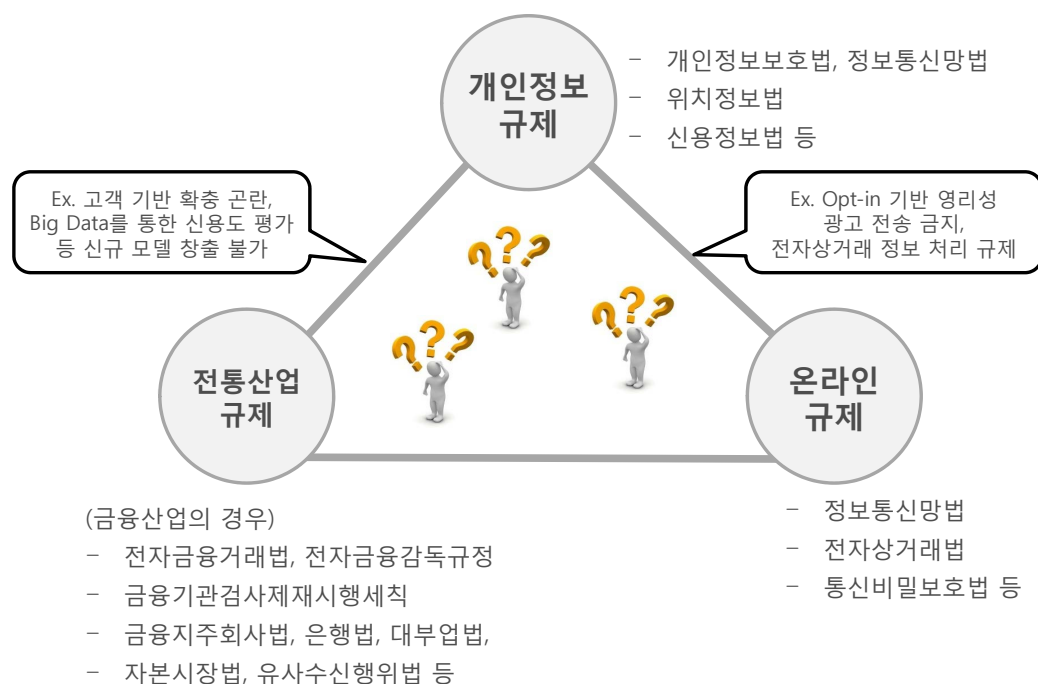 개인정보
규제
- 개인정보보호법, 정보통신망법
- 위치정보법
- 신용정보법 등
Ex. 고객 기반 확충 곤란,
Big Data를 통한 신용도 평가
등 신규 모델 창출 불가
Ex. Opt-in 기반 영리성
광고 전송 금지,
전자상거래 정보 처리 규제
? ? ?
? ? ?
? ? ?
전통산업
규제
온라인
규제
(금융산업의 경우)
- 전자금융거래법, 전자금융감독규정
- 금융기관검사제재시행세칙
- 금융지주회사법, 은행법, 대부업법,
- 자본시장법, 유사수신행위법 등
- 정보통신망법
- 전자상거래법
- 통신비밀보호법 등